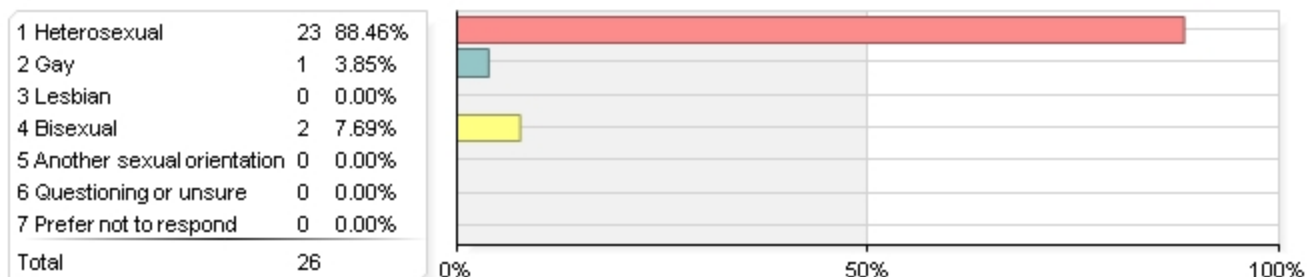 1 Heterosexual 23 88.46%
2 Gay 1 3.85%
3 Lesbian 0 0.00%
4 Bisexual 2 7.69%
5 Another sexual orientation 0 0.00%
6 Questioning or unsure 0 0.00%
7 Prefer not to respond 0 0.00%
Total 26
0% 50% 100%